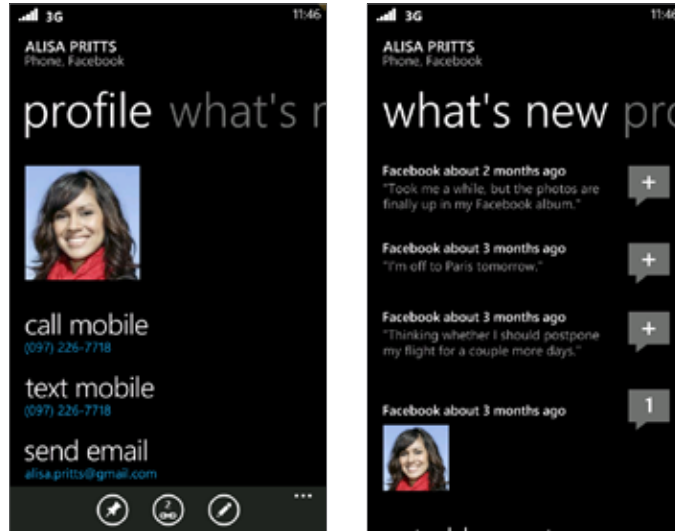 3G 11:46
ALISA PRITTS
Phone, Facebook
profile what's
call mobile
(097) 226-7718
text mobile
(097) 226-7718
send email
alisa.pritts@gmail.com
2
...
3G 11:46
ALISA PRITTS
Phone, Facebook
what's new pro
Facebook about 2 months ago
"Took me a while, but the photos are
finally up in my Facebook album."
+
Facebook about 3 months ago
"I'm off to Paris tomorrow."
+
Facebook about 3 months ago
"Thinking whether I should postpone
my flight for a couple more days."
+
Facebook about 3 months ago
1